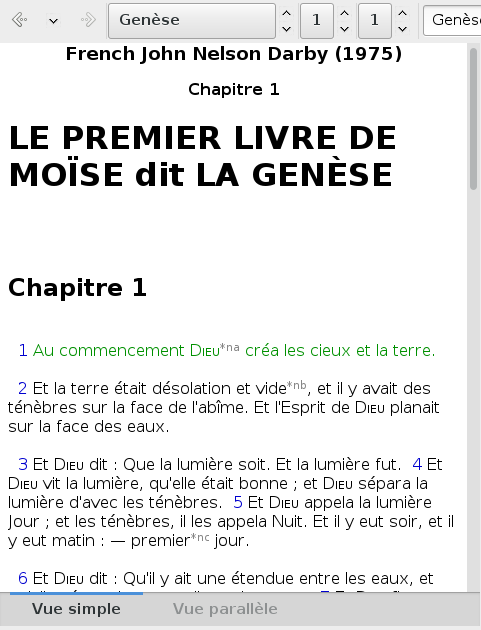 Genèse 1 1 Genèse
French John Nelson Darby (1975)
Chapitre 1
LE PREMIER LIVRE DE
MOÏSE dit LA GENÈSE
Chapitre 1
1 Au commencement Dieu*na créa les cieux et la terre.
2 Et la terre était désolation et vide*nb, et il y avait des
ténèbres sur la face de l'abîme. Et l'Esprit de Dieu planait
sur la face des eaux.
3 Et Dieu dit : Que la lumière soit. Et la lumière fut. 4 Et
Dieu vit la lumière, qu'elle était bonne ; et Dieu sépara la
lumière d'avec les ténèbres. 5 Et Dieu appela la lumière
Jour ; et les ténèbres, il les appela Nuit. Et il y eut soir, et il
y eut matin : — premier*nc jour.
6 Et Dieu dit : Qu'il y ait une étendue entre les eaux, et
Vue simple Vue parallèle